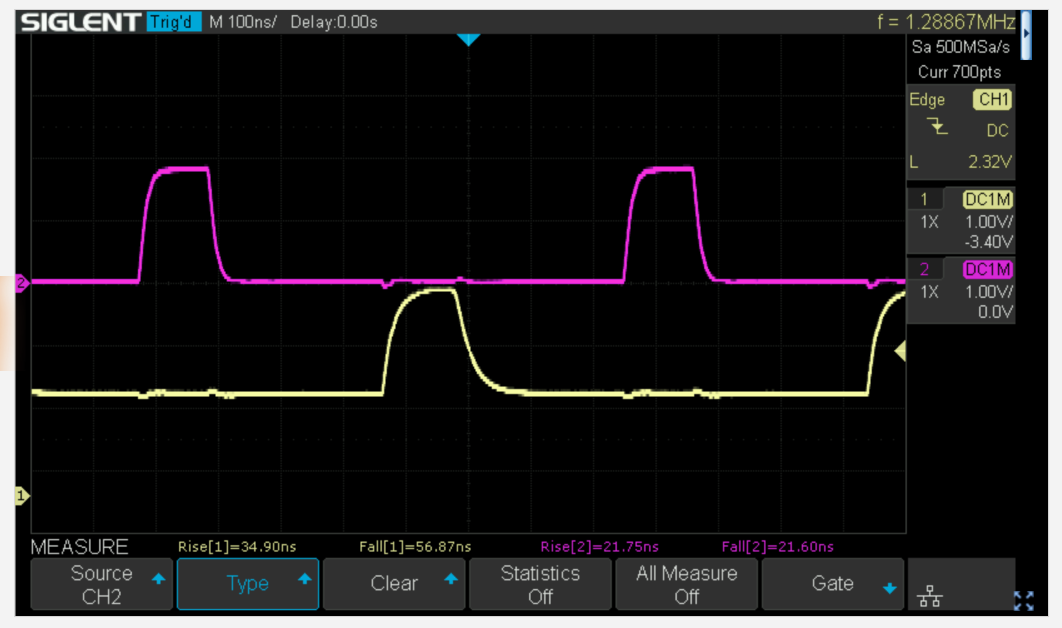 SIGLENT Trig'd M 100ns/ Delay:0.00s f = 1.28867MHz
Sa 500MSa/s
Curr 700pts
Edge CH1
DC
L 2.32V
1 DC1M
1X 1.00V/
-3.40V
2 DC1M
1X 1.00V/
0.0V
2
1
MEASURE Rise[1]=34.90ns Fall[1]=56.87ns Rise[2]=21.75ns Fall[2]=21.60ns
Source
CH2
Type
Clear
Statistics
Off
All Measure
Off
Gate